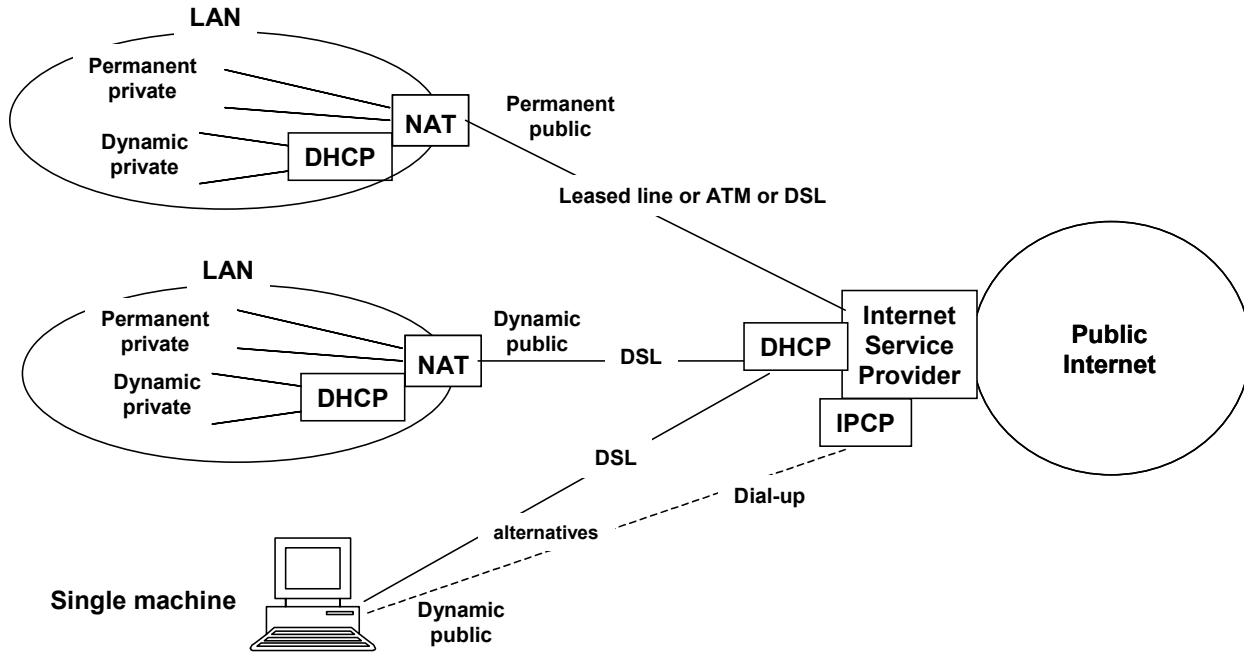 LAN
Permanent
private
Dynamic
private
DHCP
NAT
Permanent
public
Leased line or ATM or DSL
LAN
Permanent
private
Dynamic
private
DHCP
NAT
Dynamic
public
DSL
DHCP
Internet
Service
Provider
IPCP
Public
Internet
DSL
Dial-up
alternatives
Single machine
Dynamic
public